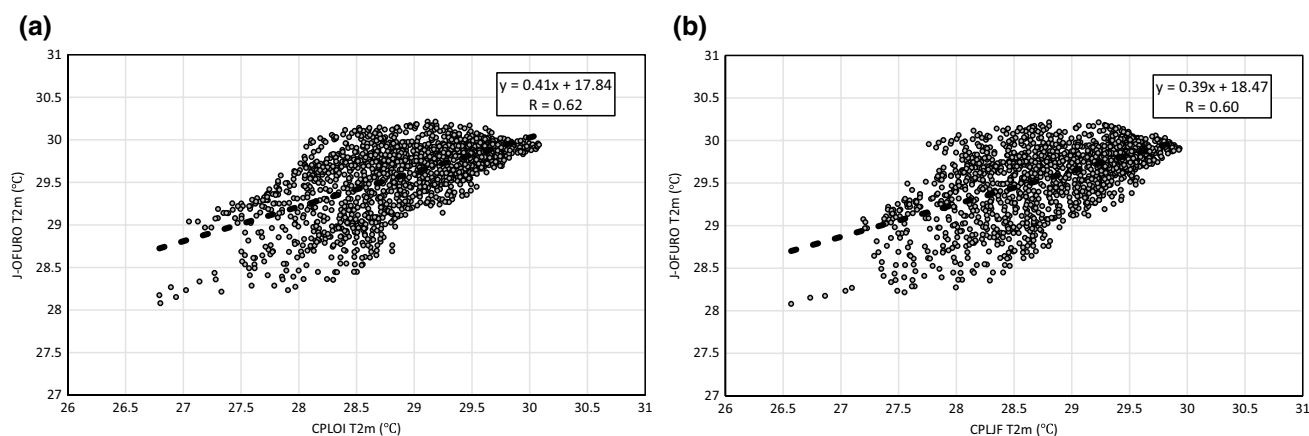 (a)
31
30.5
30
29.5
29
28.5
28
27.5
27
J-OFURO T2m (°C)
y = 0.41x + 17.84
R = 0.62
26 26.5 27 27.5 28 28.5 29 29.5 30 30.5 31
CPLOI T2m (°C)
(b)
31
30.5
30
29.5
29
28.5
28
27.5
27
J-OFURO T2m (°C)
y = 0.39x + 18.47
R = 0.60
26 26.5 27 27.5 28 28.5 29 29.5 30 30.5 31
CPLJF T2m (°C)